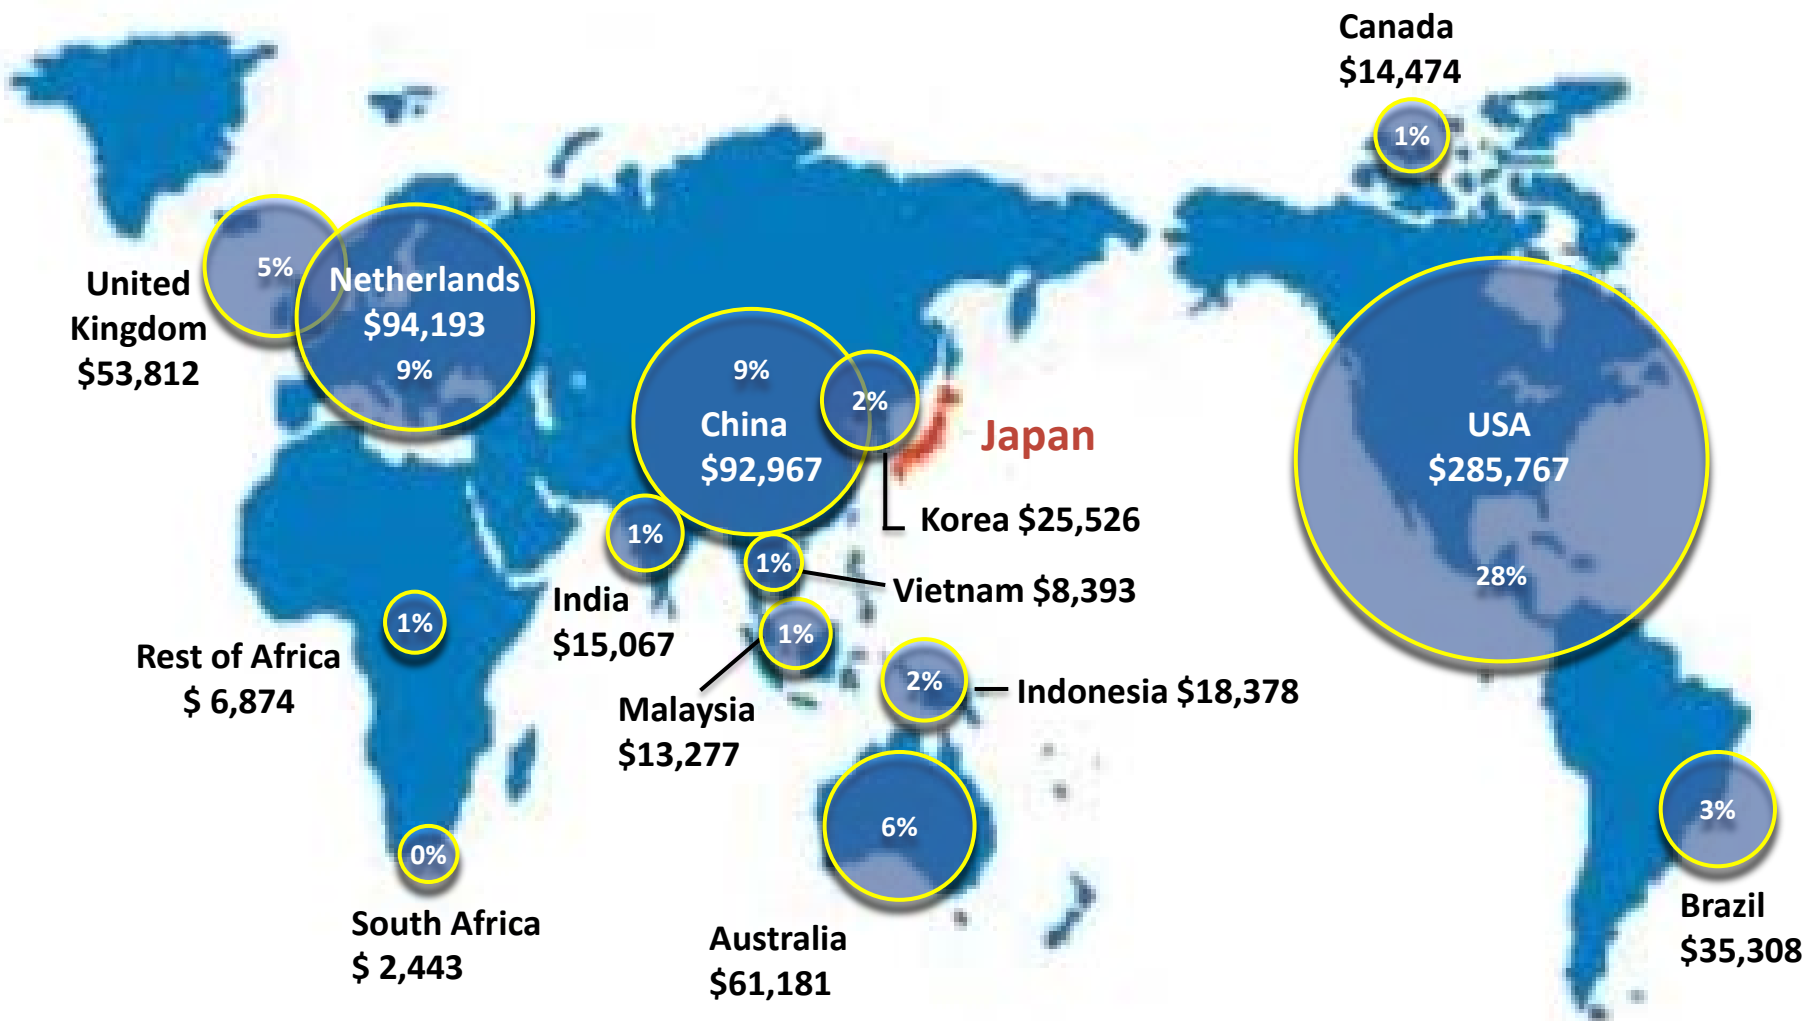 Canada
$14,474
1%
5%
United
Kingdom
$53,812
Netherlands
$94,193
9%
9%
China
$92,967
2%
Japan
Korea $25,526
USA
$285,767
28%
1%
India
$15,067
1%
Vietnam $8,393
1%
Malaysia
$13,277
2%
Indonesia $18,378
1%
Rest of Africa
$ 6,874
0%
South Africa
$ 2,443
6%
Australia
$61,181
3%
Brazil
$35,308